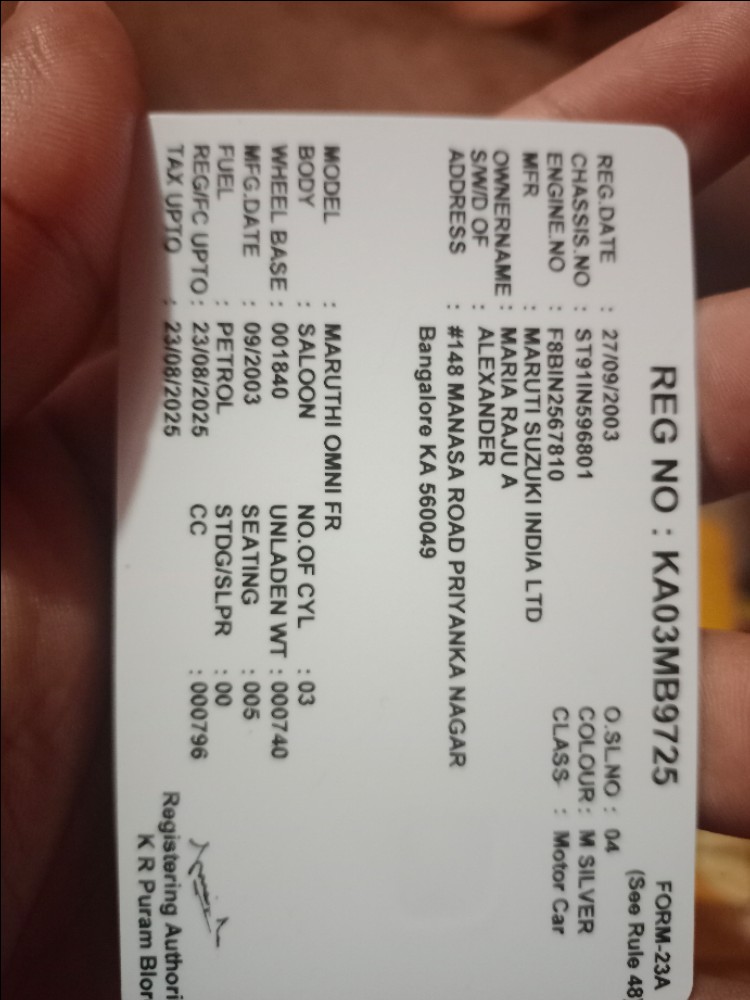 FORM-23A
REG NO : KA03MB9725 (See Rule 48
REG.DATE : 27/09/2003 O.SL.NO : 04
CHASSIS.NO : ST91IN596801 COLOUR : M SILVER
ENGINE.NO : F8BIN2567810 CLASS : Motor Car
MFR : MARUTI SUZUKI INDIA LTD
OWNERNAME : MARIA RAJU A
S/W/D OF : ALEXANDER
ADDRESS : #148 MANASA ROAD PRIYANKA NAGAR
Bangalore KA 560049
MODEL : MARUTHI OMNI FR
BODY : SALOON NO.OF CYL : 03
WHEEL BASE : 001840 UNLADEN WT : 000740
MFG.DATE : 09/2003 SEATING : 005
FUEL : PETROL STDG/SLPR : 00
REG/FC UPTO : 23/08/2025 CC : 000796
TAX UPTO : 23/08/2025
Registering Authori
K R Puram Blor